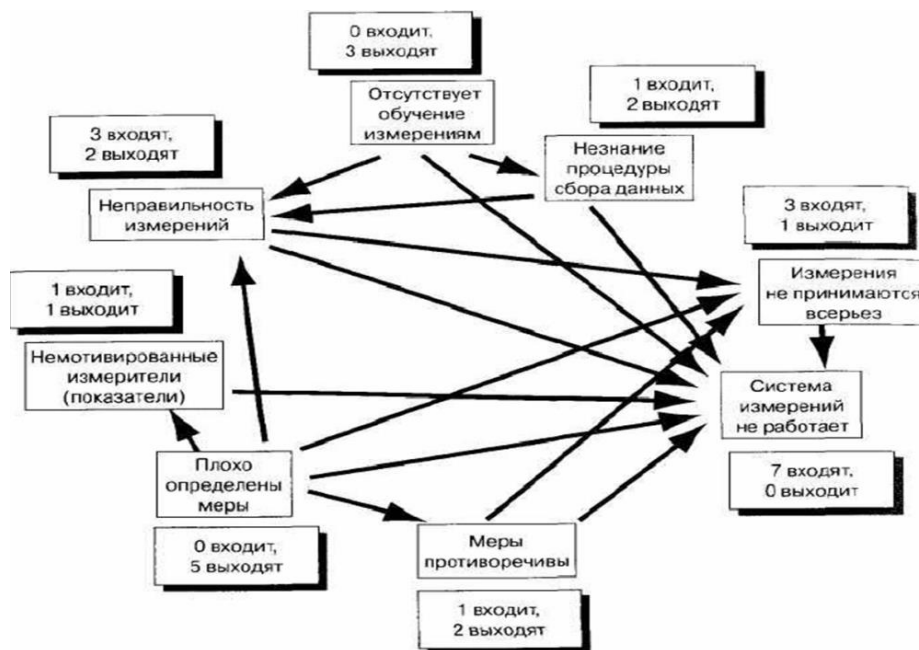 0 входит,
3 выходят
Отсутствует
обучение
измерениям
1 входит,
2 выходят
Незнание
процедуры
сбора данных
3 входят,
2 выходят
Неправильность
измерений
3 входят,
1 выходит
Измерения
не принимаются
всерьез
1 входит,
1 выходит
Немотивированные
измерители
(показатели)
Система
измерений
не работает
7 входят,
0 выходит
Плохо
определены
меры
0 входит,
5 выходят
Меры
противоречивы
1 входит,
2 выходят